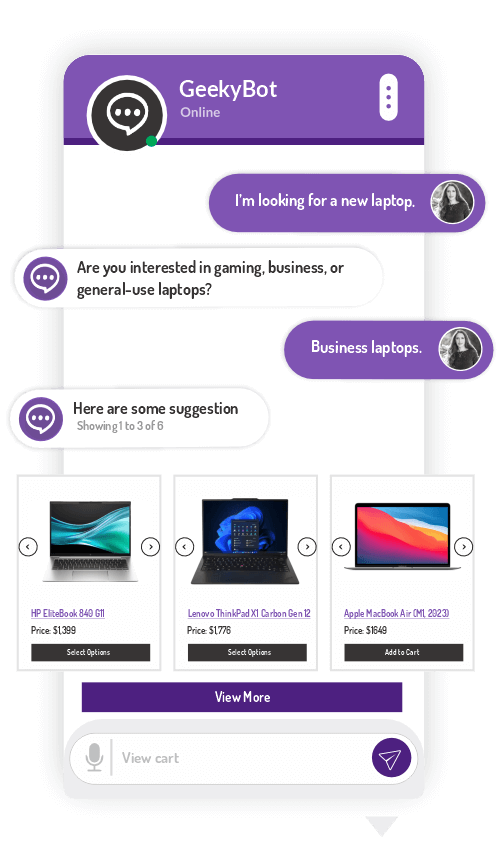 GeekyBot
Online
I'm looking for a new laptop.
Are you interested in gaming, business, or
general-use laptops?
Business laptops.
Here are some suggestion
Showing 1 to 3 of 6
HP EliteBook 840 G11
Price: $1,399
Select Options
Lenovo ThinkPad X1 Carbon Gen 12
Price: $1,776
Select Options
Apple MacBook Air (M1, 2023)
Price: $1649
Add to Cart
View More
View cart